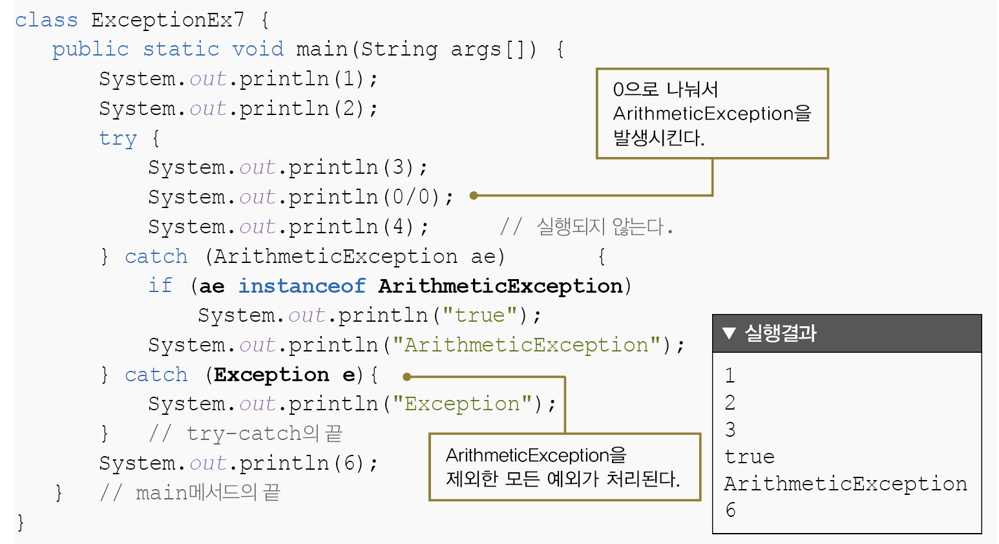 class ExceptionEx7 {
public static void main(String args[]) {
System.out.println(1);
System.out.println(2);
try {
System.out.println(3);
System.out.println(0/0);
System.out.println(4); // 실행되지 않는다.
} catch (ArithmeticException ae) {
if (ae instanceof ArithmeticException)
System.out.println("true");
System.out.println("ArithmeticException");
} catch (Exception e){
System.out.println("Exception");
} // try-catch의 끝
System.out.println(6);
} // main메서드의 끝
}
0으로 나눠서
ArithmeticException을
발생시킨다.
ArithmeticException을
제외한 모든 예외가 처리된다.
▼ 실행결과
1
2
3
true
ArithmeticException
6